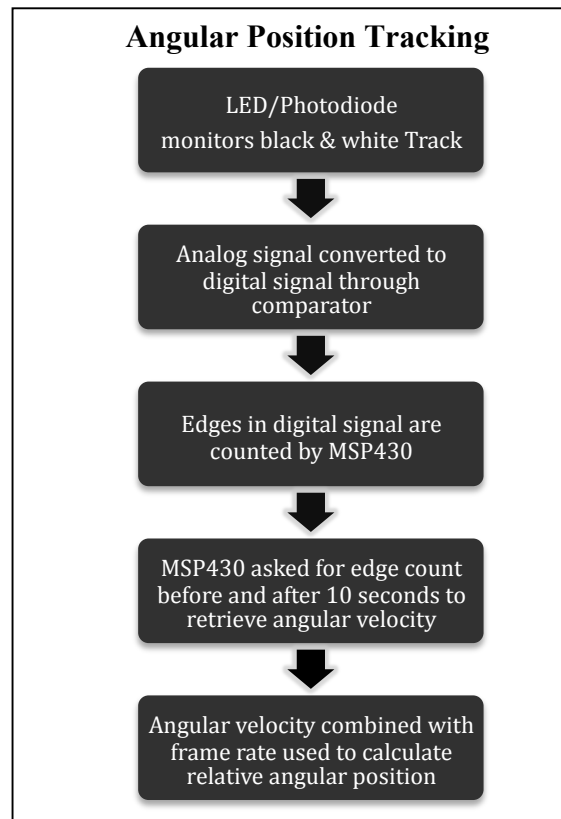 Angular Position Tracking
LED/Photodiode
monitors black & white Track
Analog signal converted to
digital signal through
comparator
Edges in digital signal are
counted by MSP430
MSP430 asked for edge count
before and after 10 seconds to
retrieve angular velocity
Angular velocity combined with
frame rate used to calculate
relative angular position